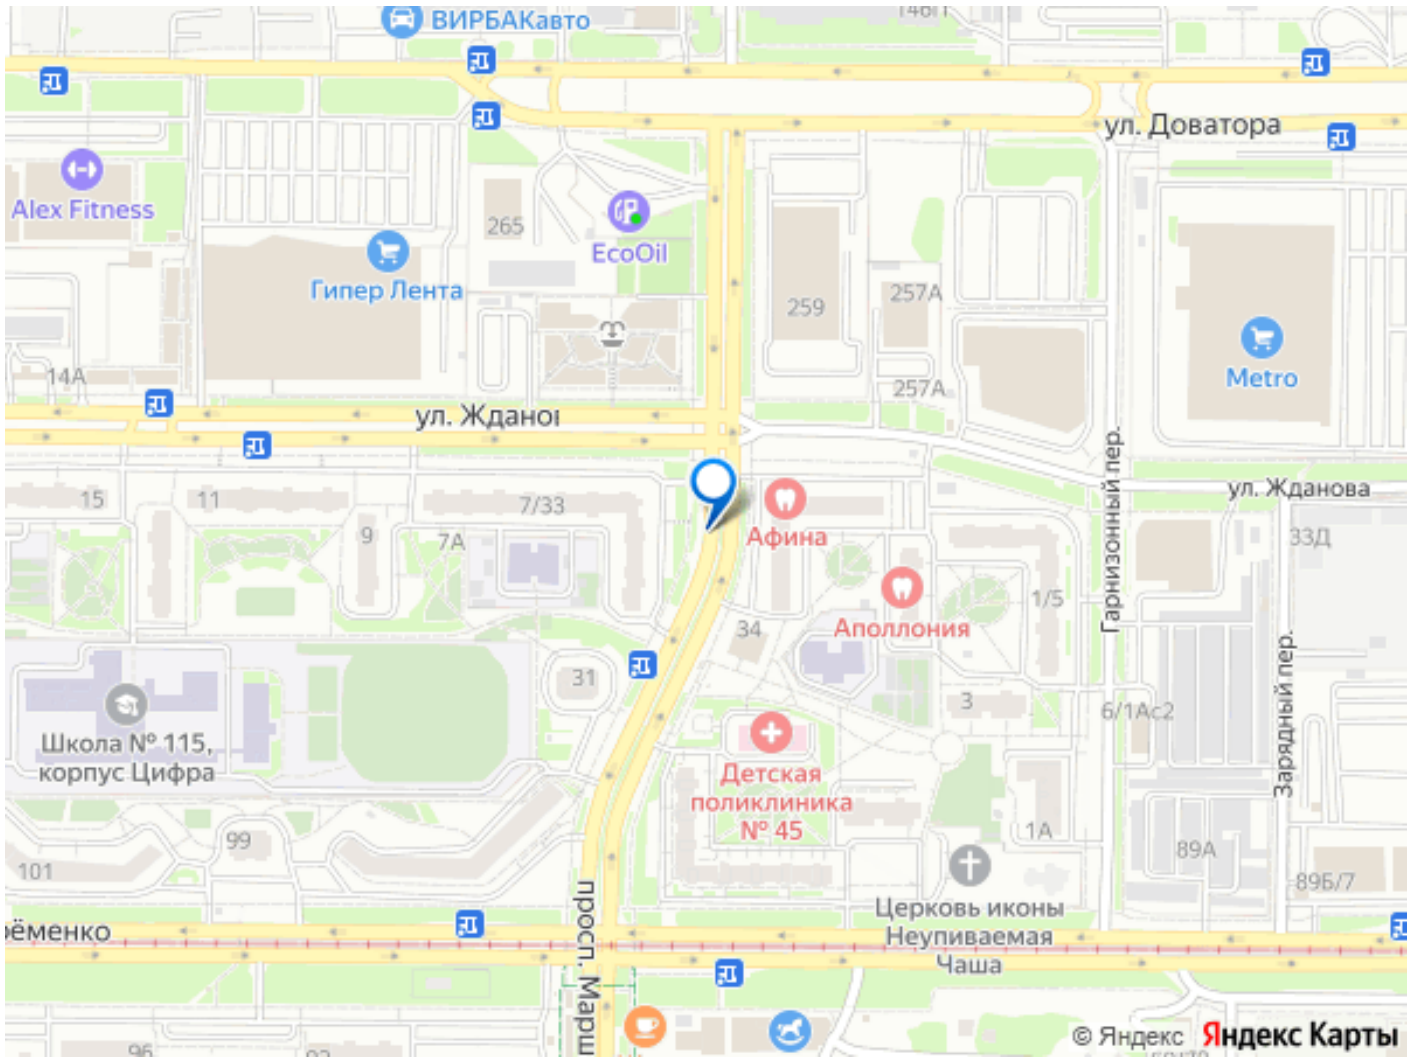 ВИРБАКавто
146П
ул. Доватора
Alex Fitness
265
EcoOil
Гипер Лента
259
257А
Metro
14А
257А
ул. Ждано
Гарнизонный пер.
ул. Жданова
15
11
7/33
9
7А
Афина
33Д
1/5
Аполлония
34
31
3
6/1Ас2
Зарядный пер.
Школа № 115,
корпус Цифра
Детская
поликлиника
№ 45
99
101
1А
89А
89Б/7
рёменко
просп. Марш
Церковь иконы
Неупиваемая
Чаша
© Яндекс
Яндекс Карты